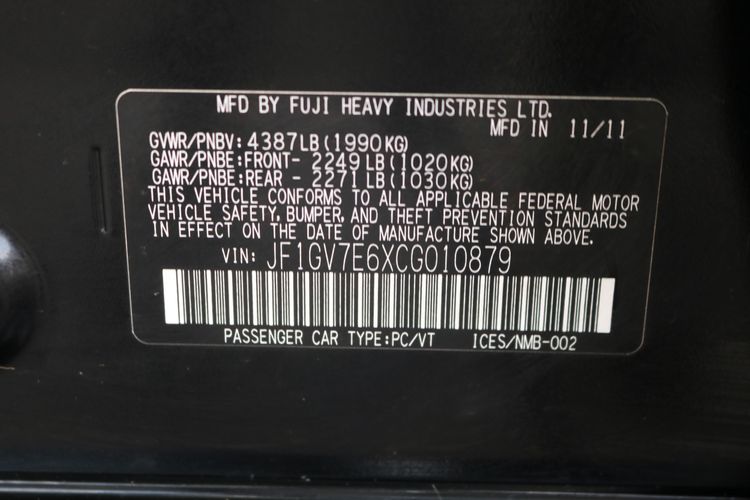 MFD BY FUJI HEAVY INDUSTRIES LTD.
MFD IN 11/11
GVWR/PNBV: 4387LB(1990KG)
GAWR/PNBE:FRONT- 2249LB(1020KG)
GAWR/PNBE:REAR - 2271LB(1030KG)
THIS VEHICLE CONFORMS TO ALL APPLICABLE FEDERAL MOTOR
VEHICLE SAFETY, BUMPER, AND THEFT PREVENTION STANDARDS
IN EFFECT ON THE DATE OF MANUFACTURE SHOWN ABOVE.
VIN: JF1GV7E6XCG010879
PASSENGER CAR TYPE:PC/VT ICES/NMB-002